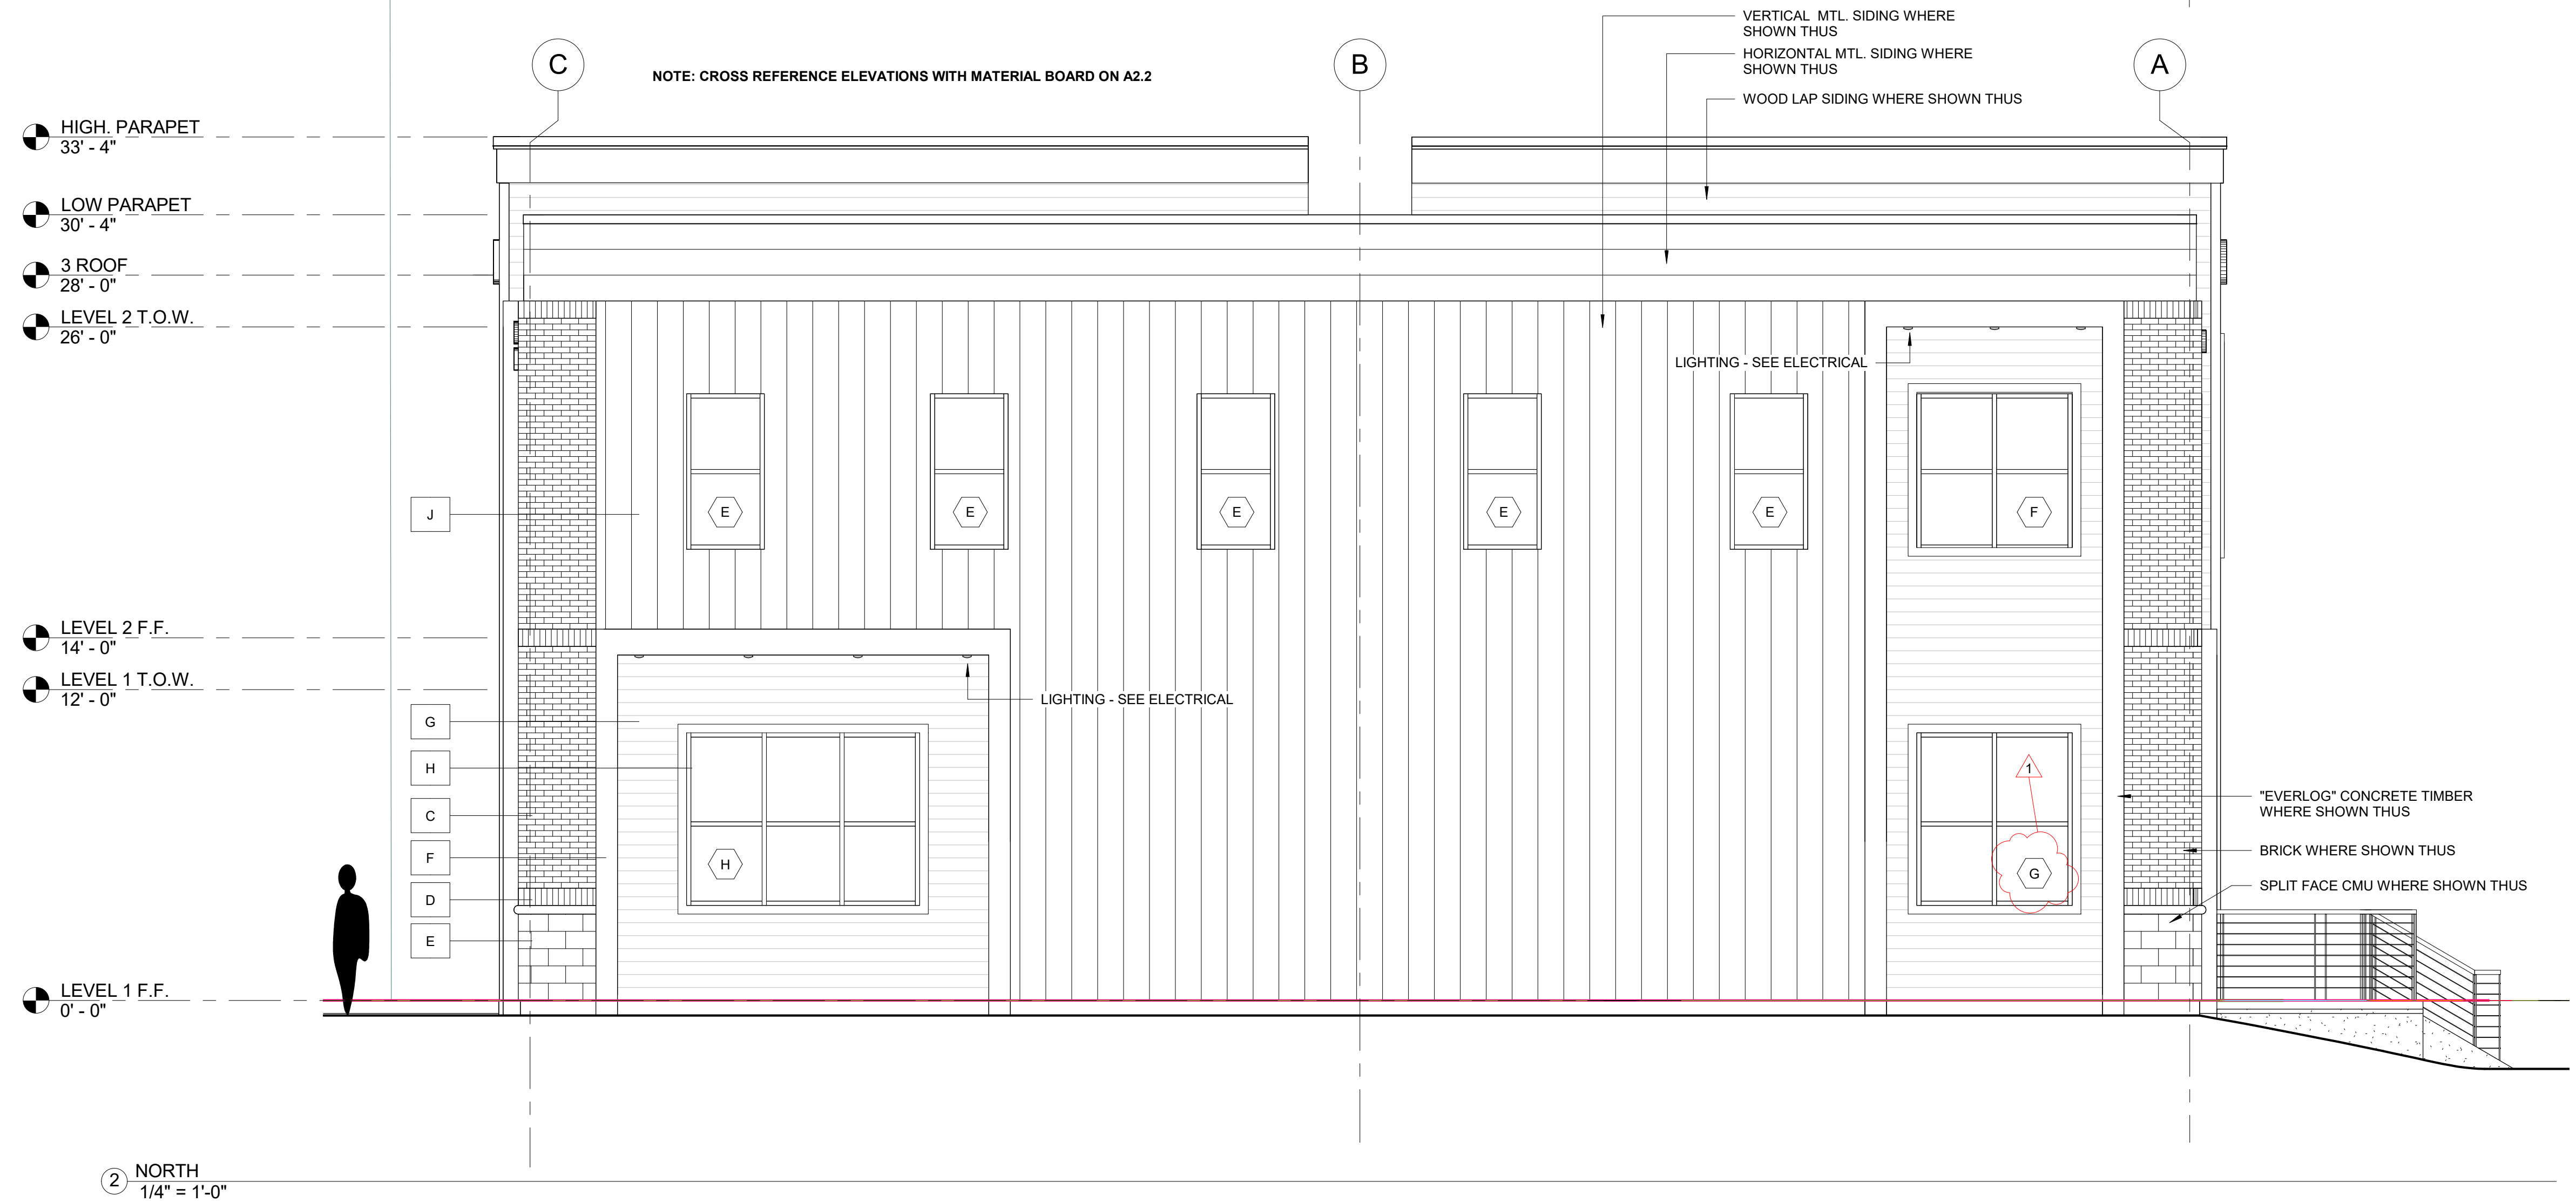 VERTICAL  MTL. SIDING WHERE
SHOWN THUS
HORIZONTAL MTL. SIDING WHERE
SHOWN THUS
WOOD LAP SIDING WHERE SHOWN THUS
C
B
A
NOTE: CROSS REFERENCE ELEVATIONS WITH MATERIAL BOARD ON A2.2
HIGH. PARAPET
33' - 4"
LOW PARAPET
30' - 4"
3 ROOF
28' - 0"
LEVEL 2 T.O.W.
26' - 0"
LIGHTING - SEE ELECTRICAL
J
E
E
E
E
E
F
LEVEL 2 F.F.
14' - 0"
LEVEL 1 T.O.W.
12' - 0"
LIGHTING - SEE ELECTRICAL
G
H
C
F
D
E
H
1
G
"EVERLOG" CONCRETE TIMBER
WHERE SHOWN THUS
BRICK WHERE SHOWN THUS
SPLIT FACE CMU WHERE SHOWN THUS
LEVEL 1 F.F.
0' - 0"
2
NORTH
1/4" = 1'-0"